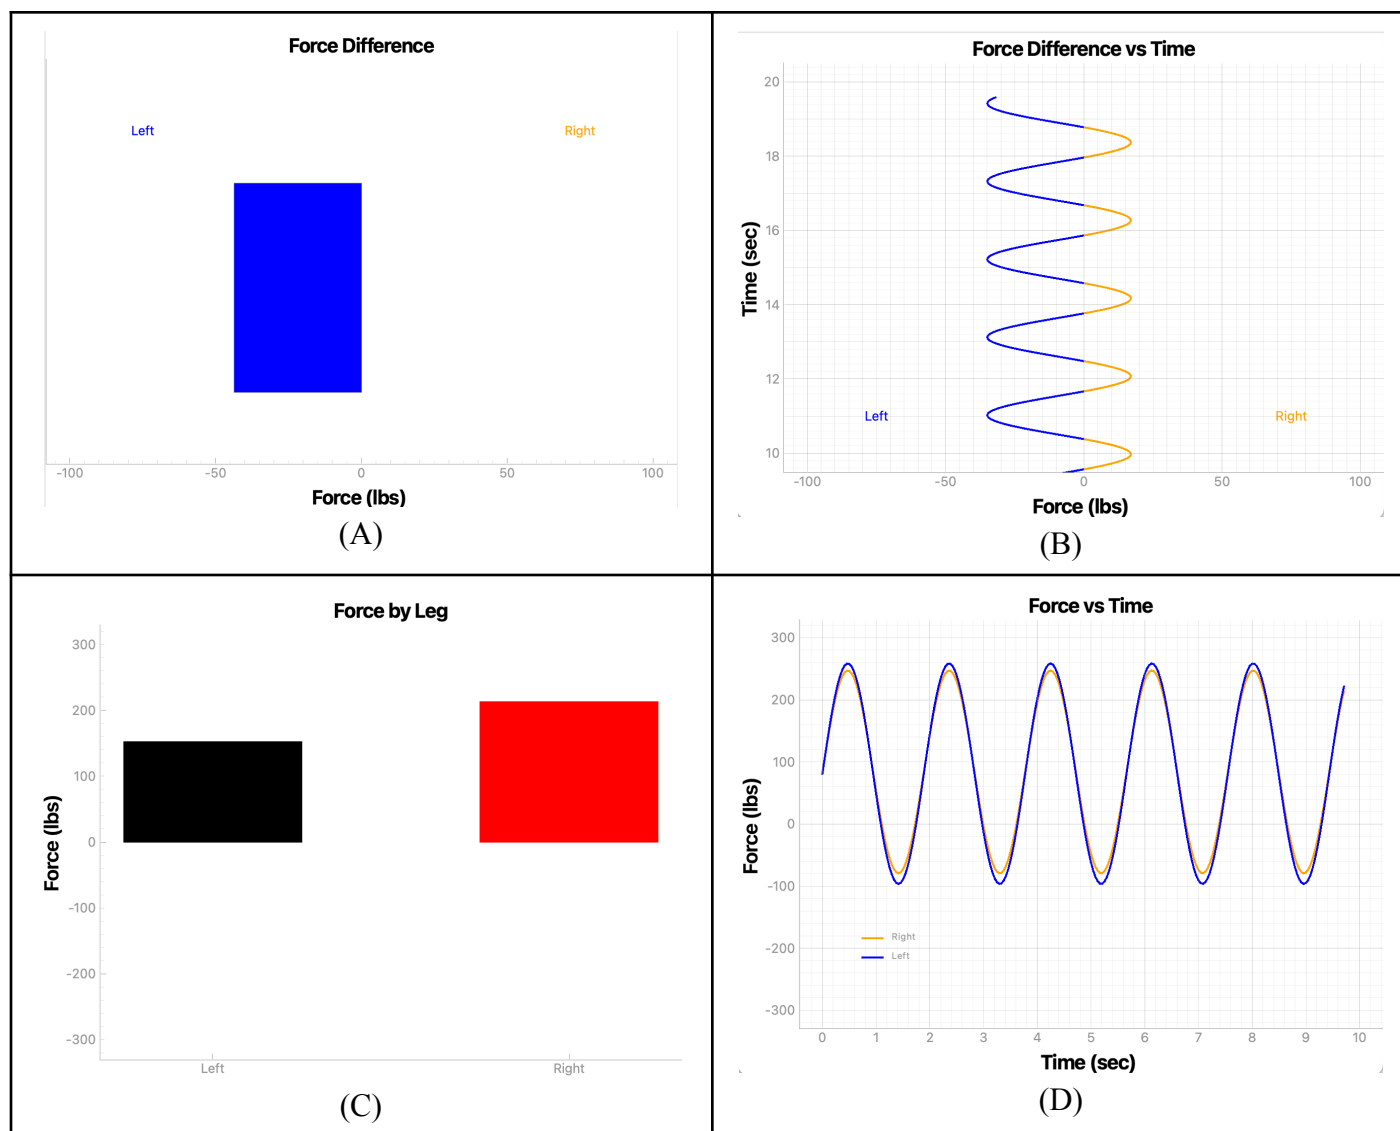 Force Difference
Left
Right
-100 -50 0 50 100
Force (lbs)
(A)
Force Difference vs Time
20
18
16
14
12
10
Time (sec)
Left
Right
-100 -50 0 50 100
Force (lbs)
(B)
Force by Leg
300
200
100
0
-100
-200
-300
Force (lbs)
Left Right
(C)
Force vs Time
300
200
100
0
-100
-200
-300
Force (lbs)
Right
Left
0 1 2 3 4 5 6 7 8 9 10
Time (sec)
(D)